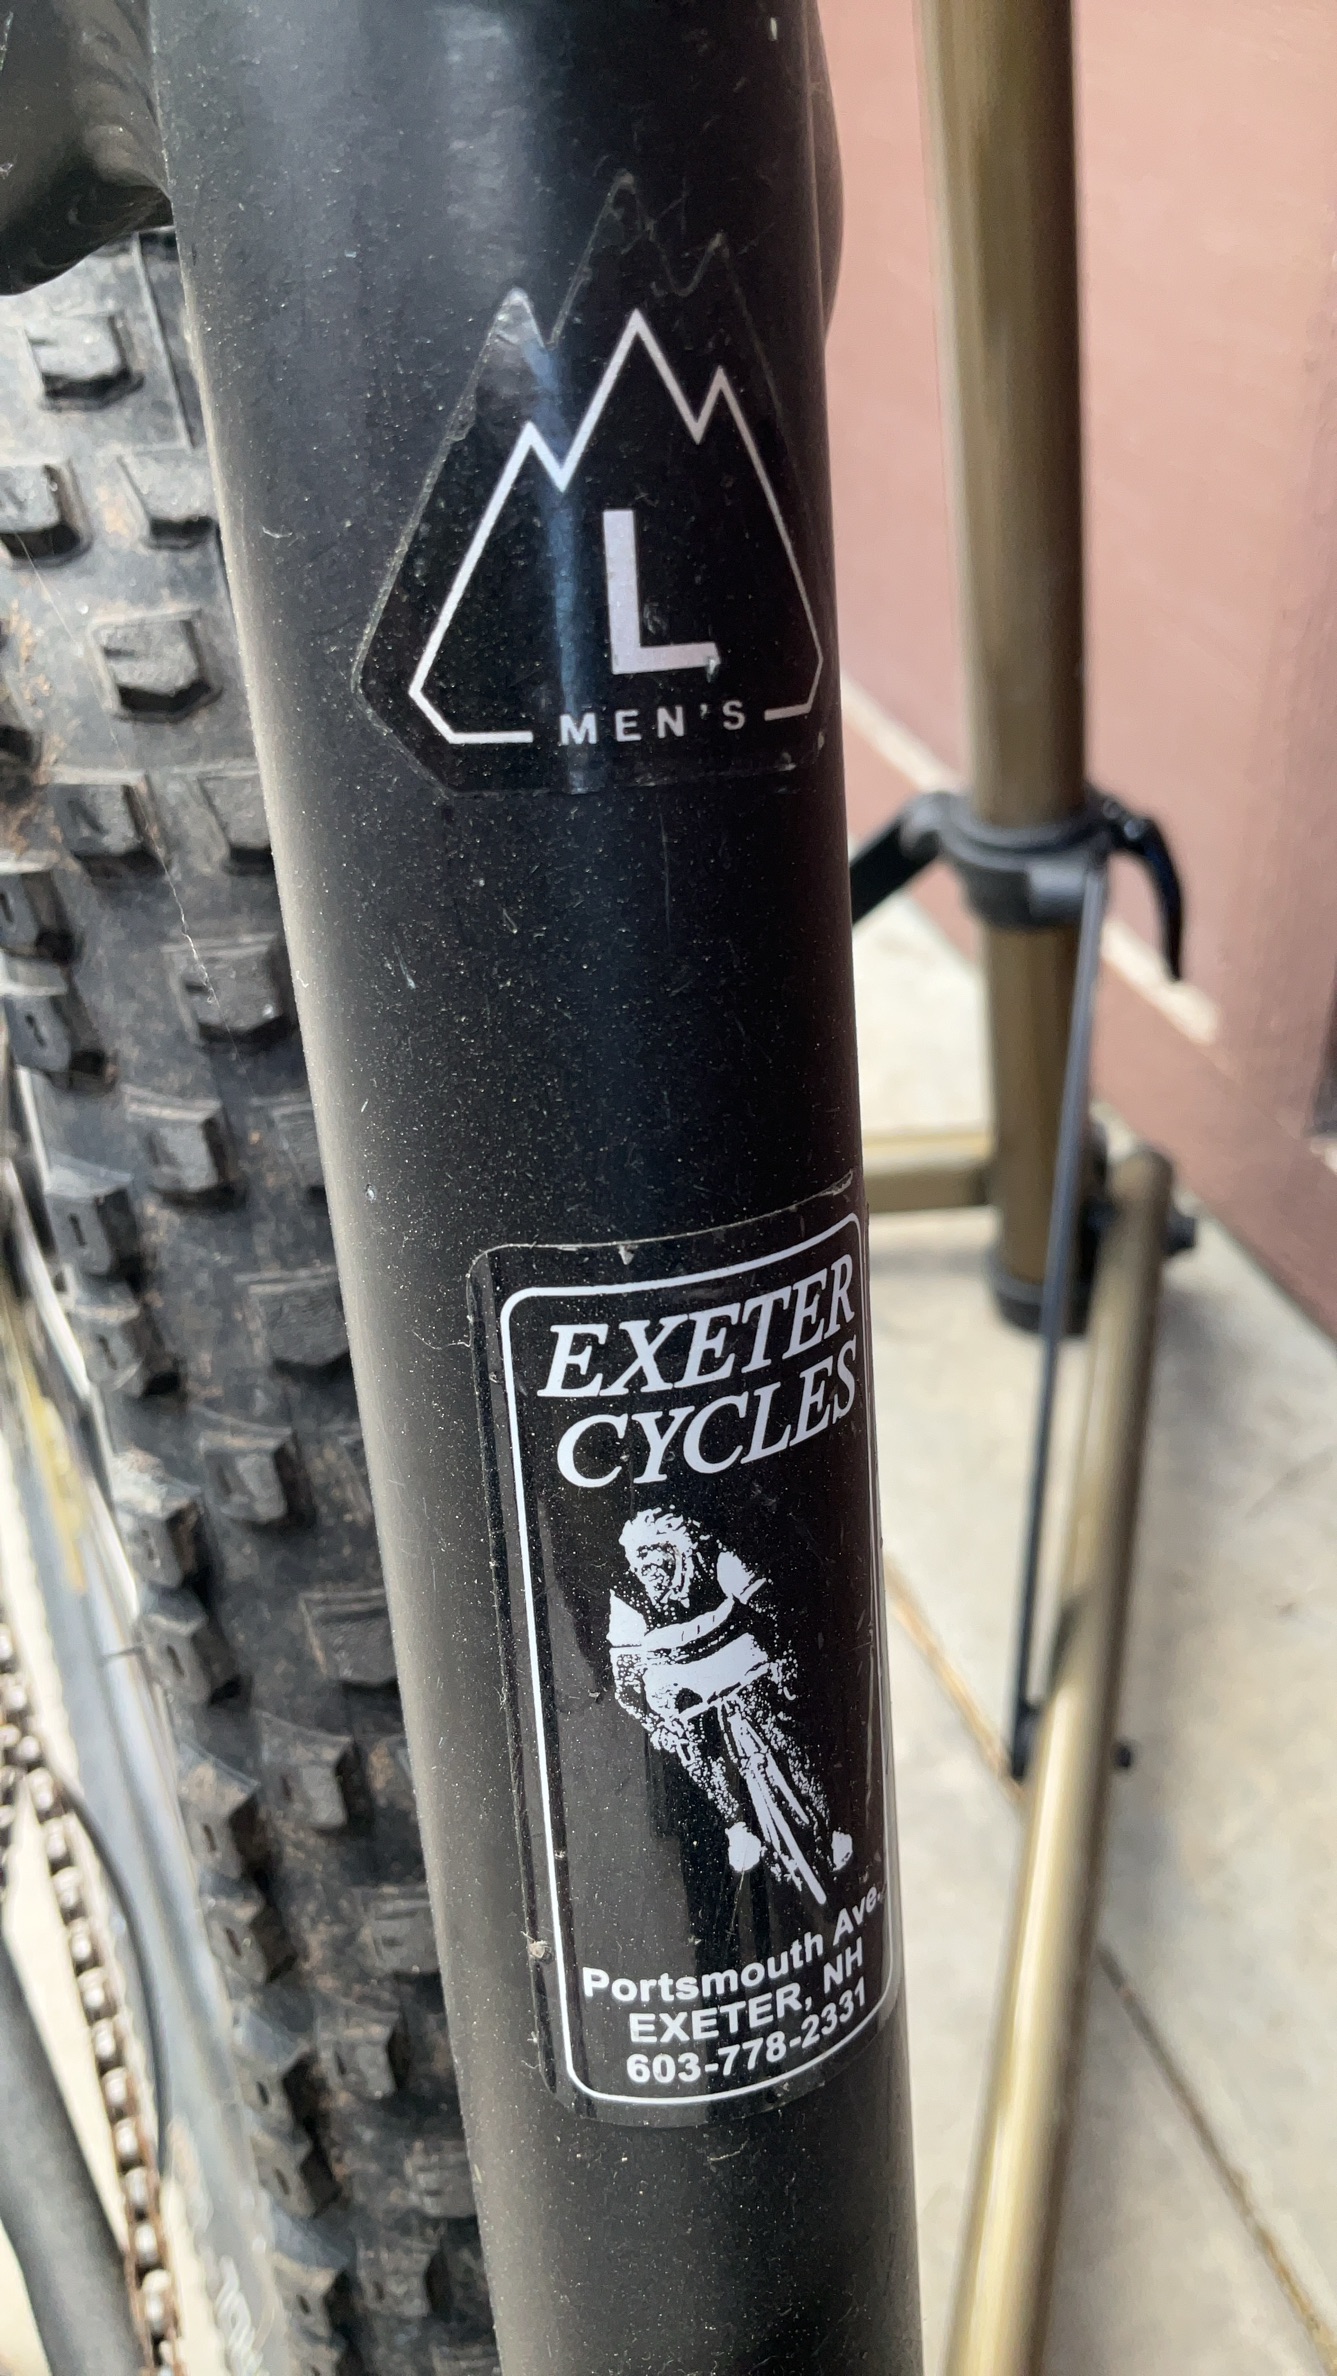 L
MEN'S
EXETER
CYCLES
Portsmouth Ave.
EXETER, NH
603-778-2331